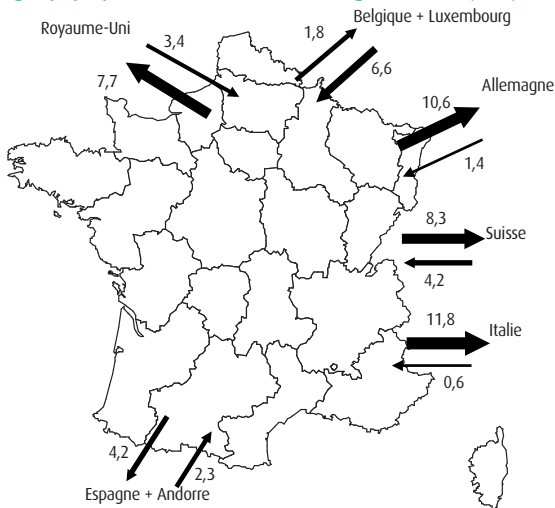 Belgique + Luxembourg
Royaume-Uni
3,4
1,8
7,7
6,6
Allemagne
10,6
1,4
8,3
Suisse
4,2
11,8
Italie
0,6
4,2
2,3
Espagne + Andorre